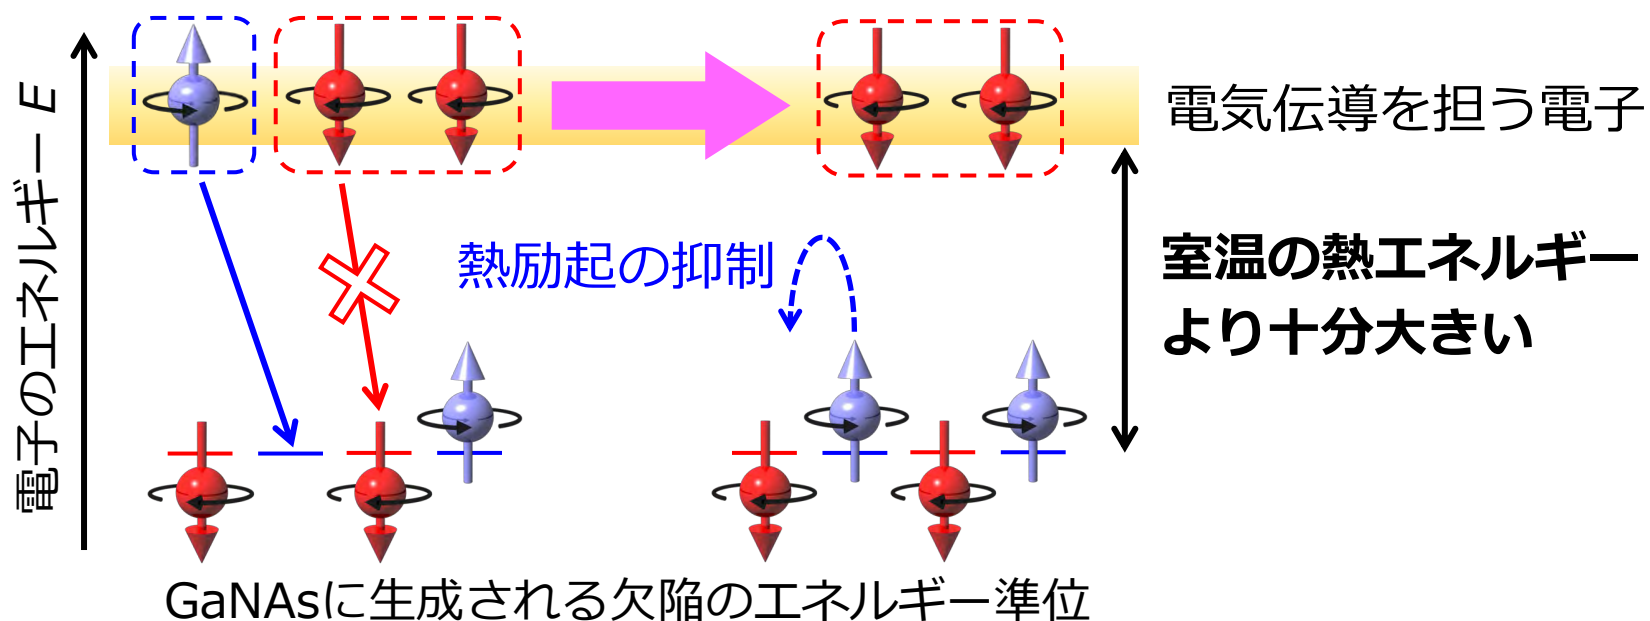 電子のエネルギー E
電気伝導を担う電子
熱励起の抑制
室温の熱エネルギー
より十分大きい
GaNAsに生成される欠陥のエネルギー準位